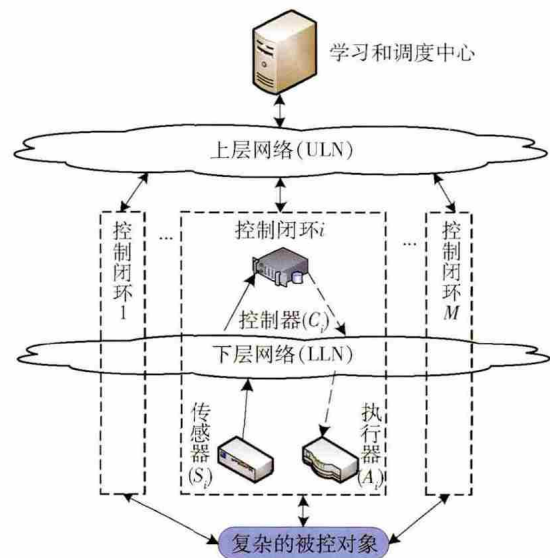 学习和调度中心
上层网络(ULN)
控制闭环1
...
控制闭环i
...
控制闭环M
控制器(Ci)
下层网络(LLN)
传感器(Si)
执行器(Ai)
复杂的被控对象